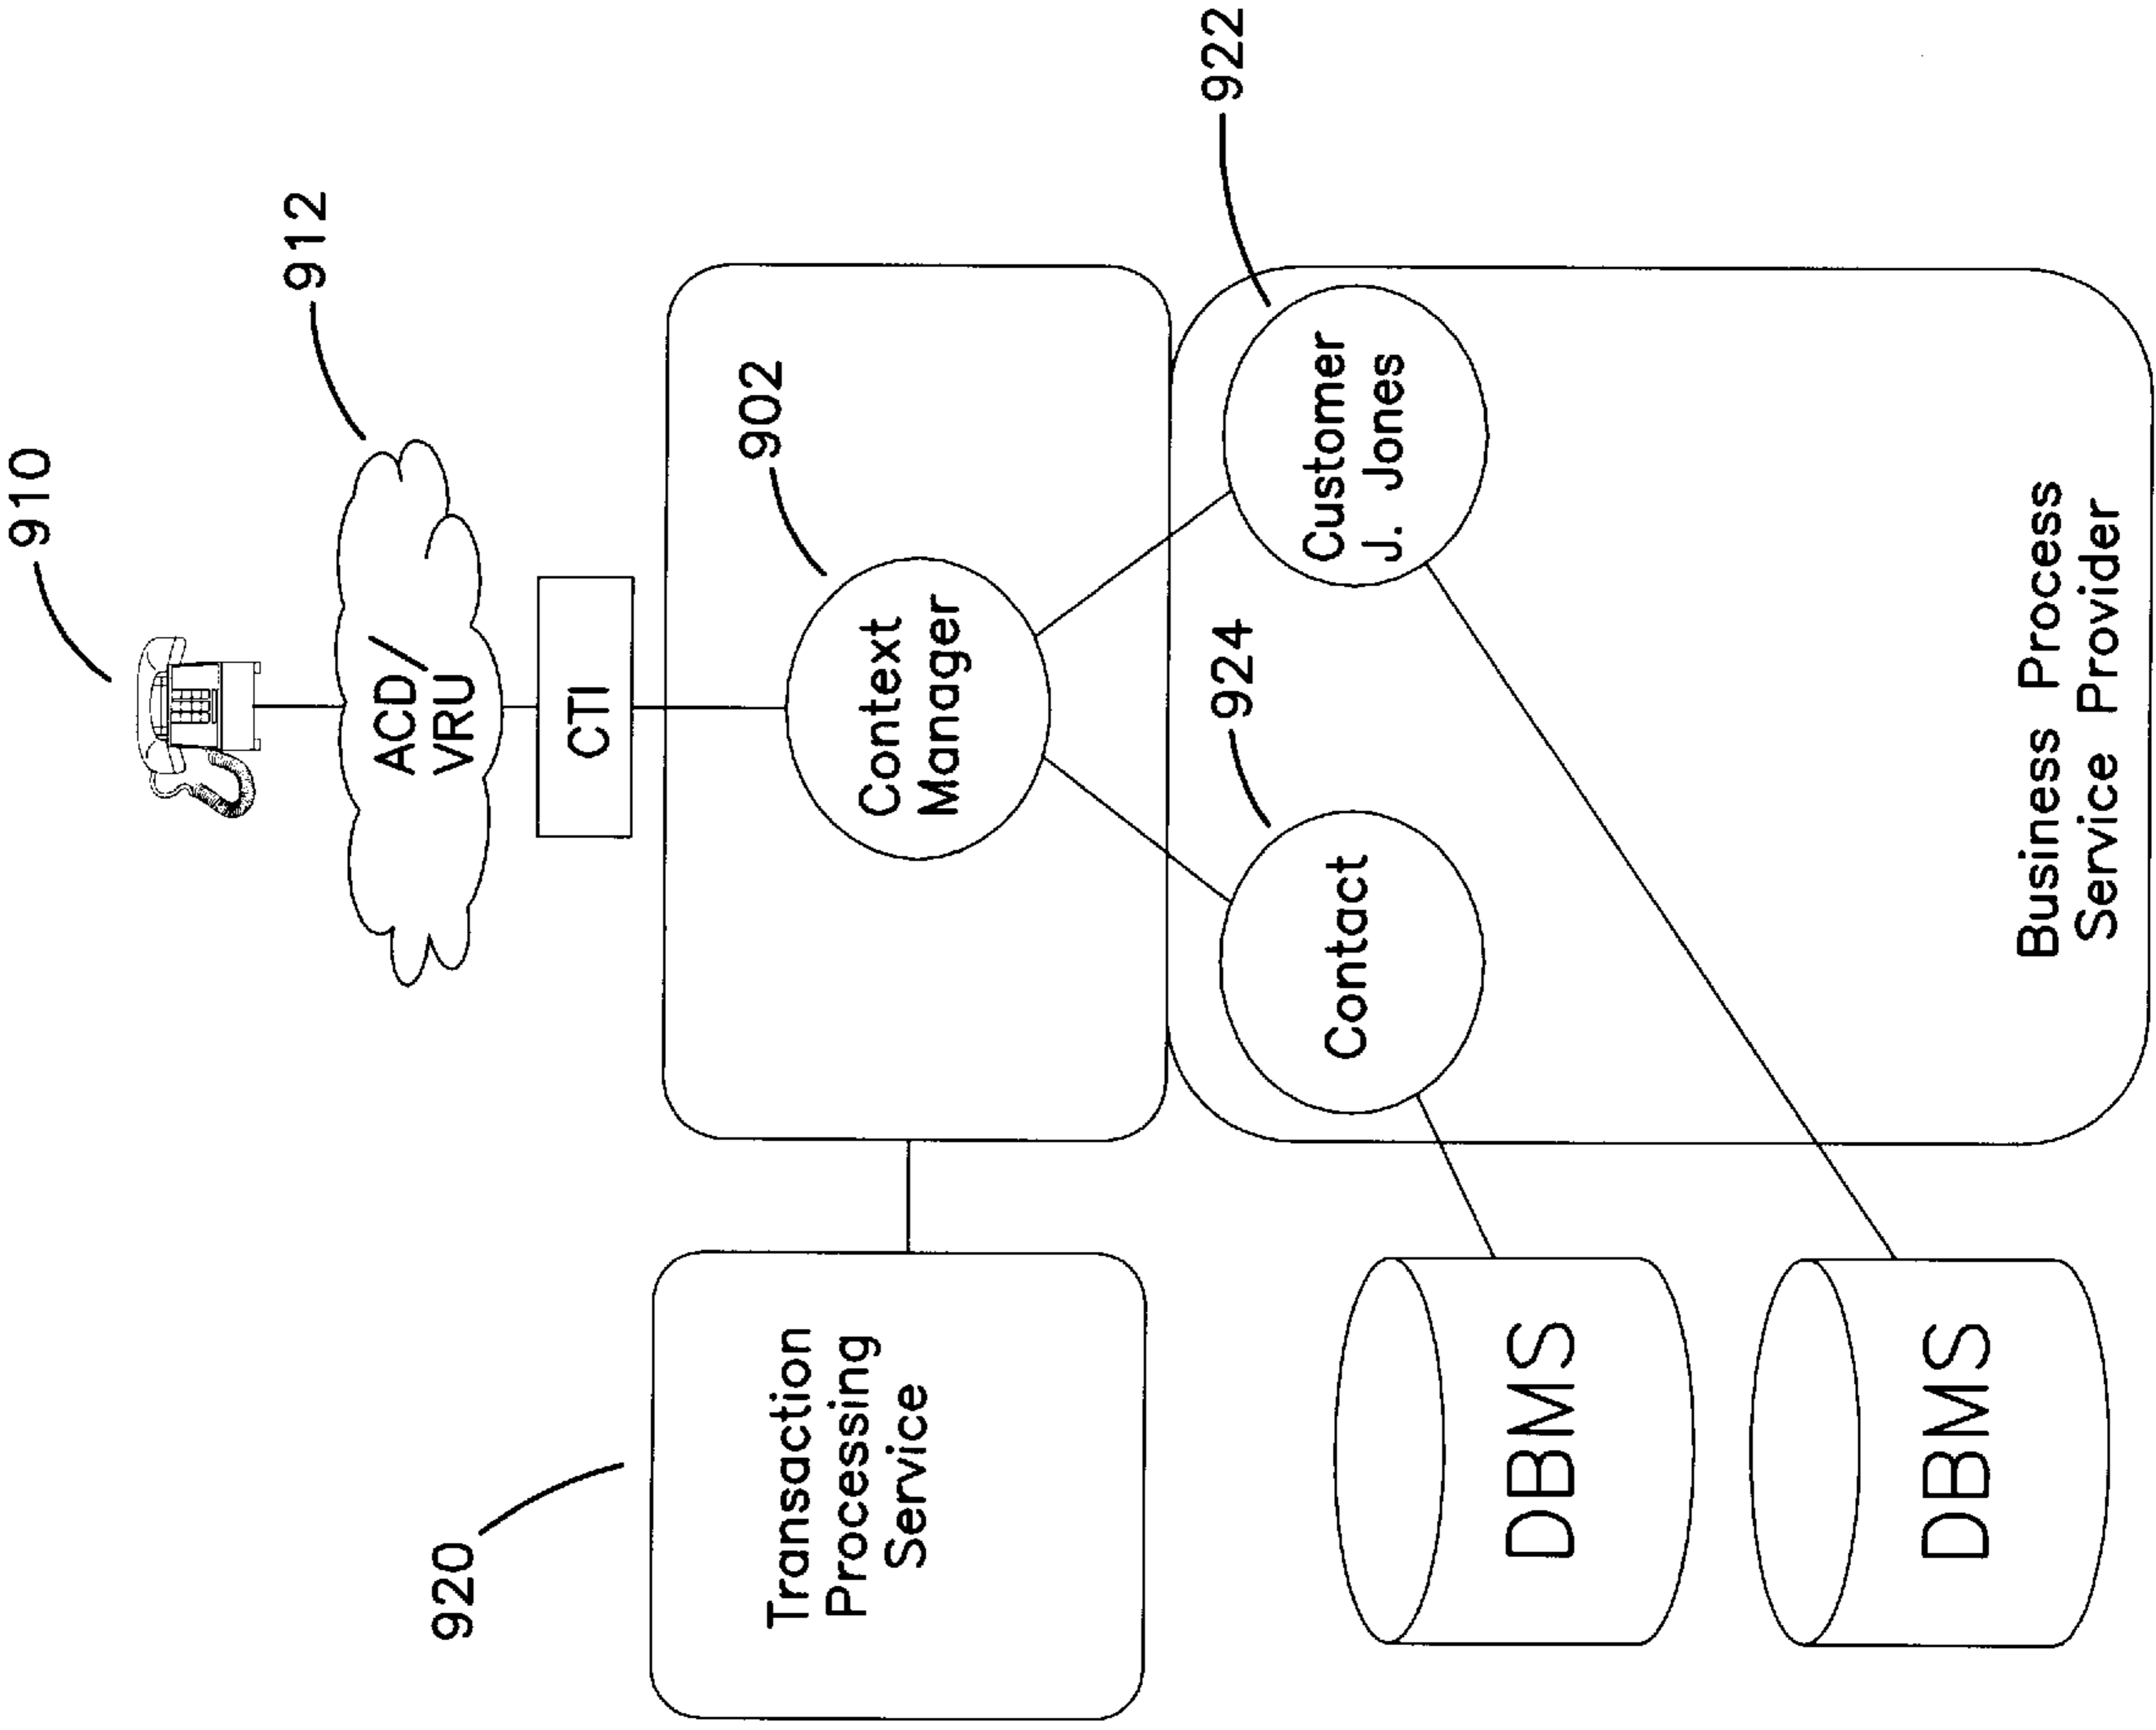 910
912
ACD/
VRU
CTI
902
Context
Manager
920
Transaction
Processing
Service
922
Customer
J. Jones
924
Contact
DBMS
DBMS
Business Process
Service Provider